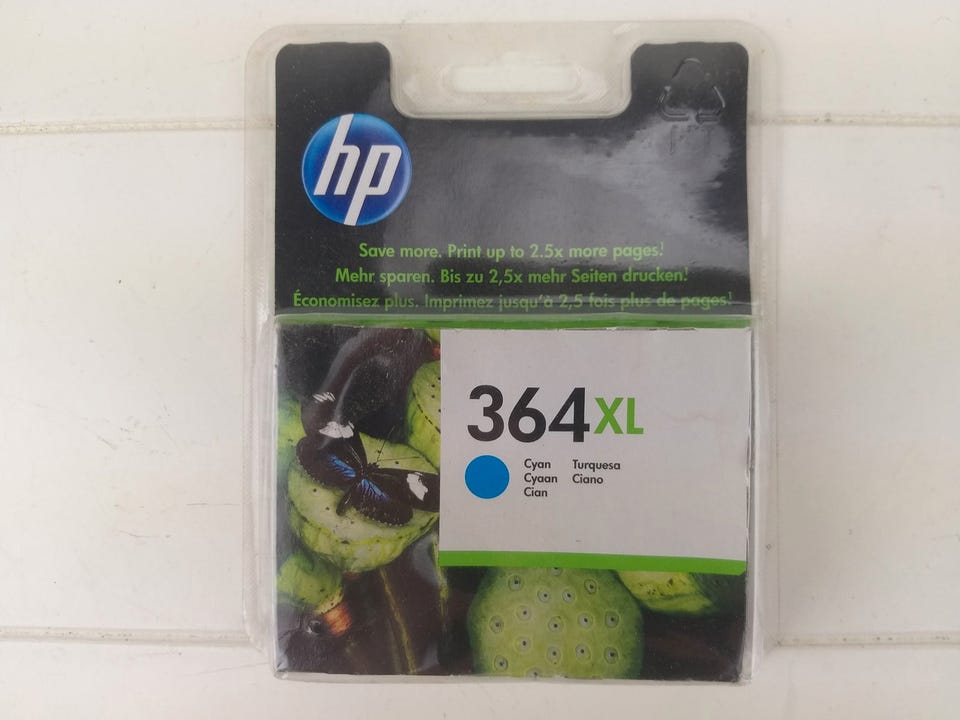 hp
Save more. Print up to 2.5x more pages!
Mehr sparen. Bis zu 2,5x mehr Seiten drucken!
Économisez plus. Imprimez jusqu'à 2,5 fois plus de pages!
364XL
Cyan Turquesa
Cyaan Ciano
Cian